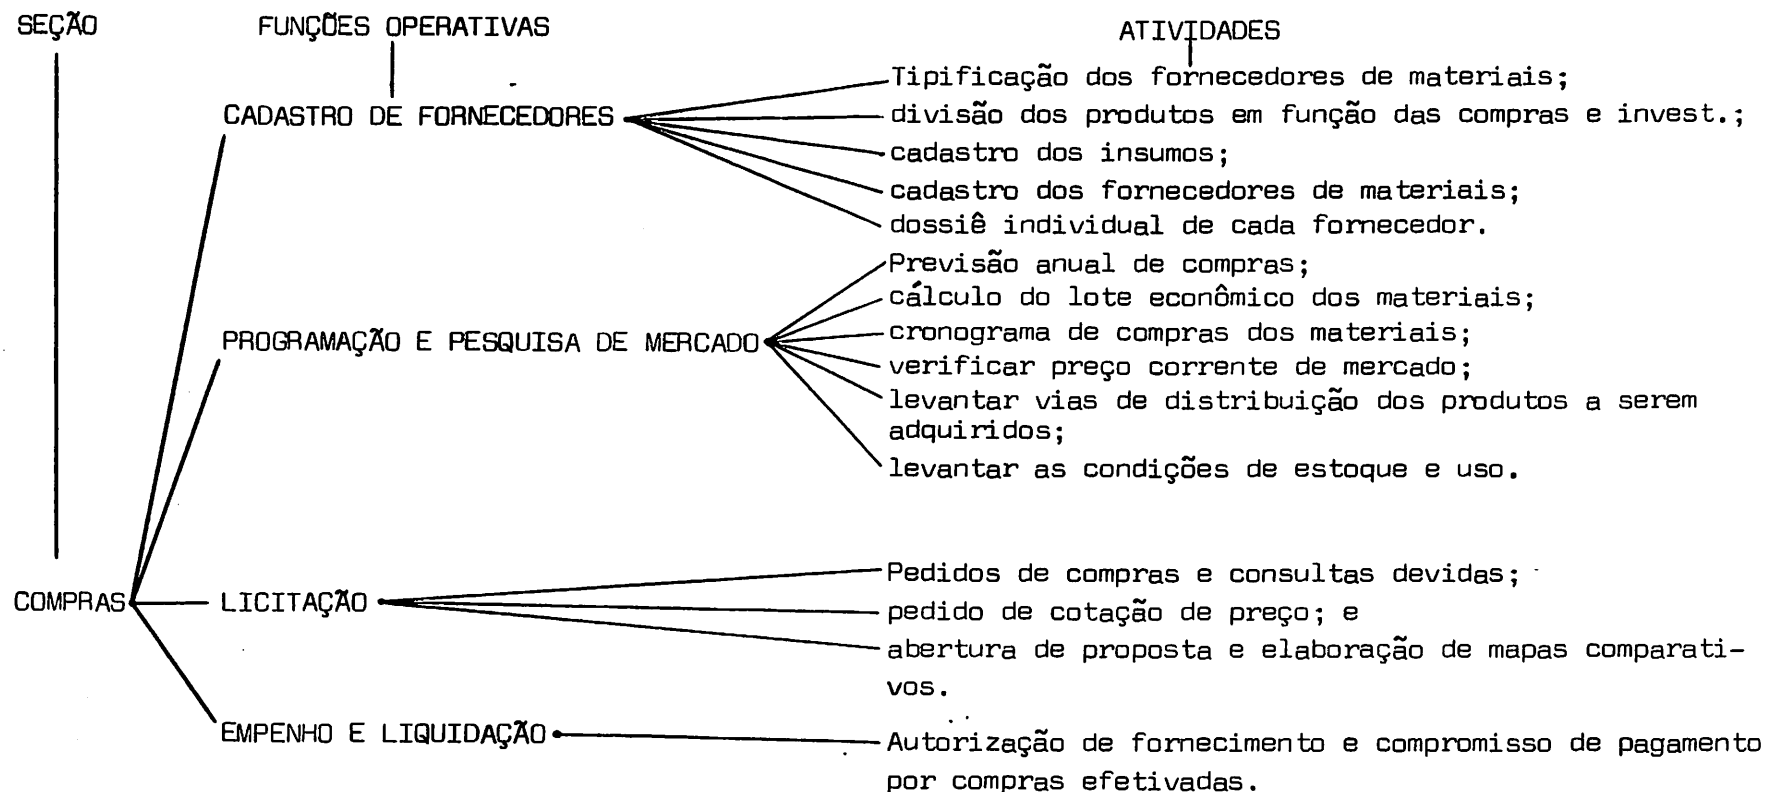 SEÇÃO
FUNÇÕES OPERATIVAS
ATIVIDADES
CADASTRO DE FORNECEDORES
Tipificação dos fornecedores de materiais;
divisão dos produtos em função das compras e invest.;
cadastro dos insumos;
cadastro dos fornecedores de materiais;
dossiê individual de cada fornecedor.
PROGRAMAÇÃO E PESQUISA DE MERCADO
Previsão anual de compras;
cálculo do lote econômico dos materiais;
cronograma de compras dos materiais;
verificar preço corrente de mercado;
levantar vias de distribuição dos produtos a serem
adquiridos;
levantar as condições de estoque e uso.
COMPRAS
LICITAÇÃO
Pedidos de compras e consultas devidas;
pedido de cotação de preço; e
abertura de proposta e elaboração de mapas comparati-
vos.
EMPENHO E LIQUIDAÇÃO
Autorização de fornecimento e compromisso de pagamento
por compras efetivadas.